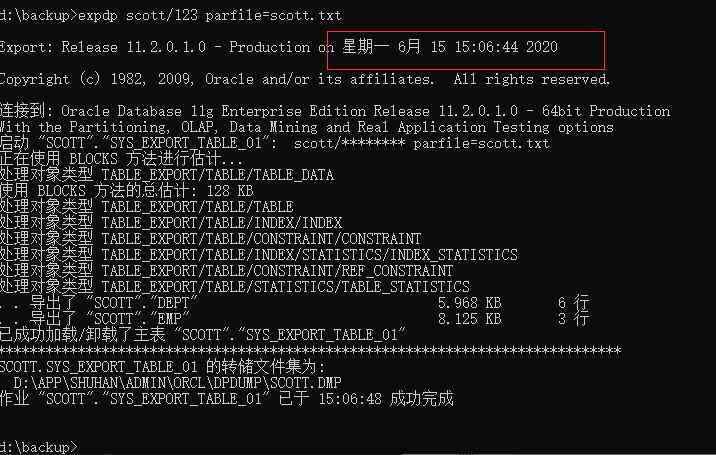 d:\backup>expdp scott/123 parfile=scott.txt
Export: Release 11.2.0.1.0 - Production on 星期一 6月 15 15:06:44 2020
Copyright (c) 1982, 2009, Oracle and/or its affiliates.  All rights reserved.
连接到: Oracle Database 11g Enterprise Edition Release 11.2.0.1.0 - 64bit Production
With the Partitioning, OLAP, Data Mining and Real Application Testing options
启动 "SCOTT"."SYS_EXPORT_TABLE_01":  scott/******** parfile=scott.txt
正在使用 BLOCKS 方法进行估计...
处理对象类型 TABLE_EXPORT/TABLE/TABLE_DATA
使用 BLOCKS 方法的总估计: 128 KB
处理对象类型 TABLE_EXPORT/TABLE/TABLE
处理对象类型 TABLE_EXPORT/TABLE/INDEX/INDEX
处理对象类型 TABLE_EXPORT/TABLE/CONSTRAINT/CONSTRAINT
处理对象类型 TABLE_EXPORT/TABLE/INDEX/STATISTICS/INDEX_STATISTICS
处理对象类型 TABLE_EXPORT/TABLE/CONSTRAINT/REF_CONSTRAINT
处理对象类型 TABLE_EXPORT/TABLE/STATISTICS/TABLE_STATISTICS
. . 导出了 "SCOTT"."DEPT"                              5.968 KB       6 行
. . 导出了 "SCOTT"."EMP"                               8.125 KB       3 行
已成功加载/卸载了主表 "SCOTT"."SYS_EXPORT_TABLE_01"
******************************************************************************
SCOTT.SYS_EXPORT_TABLE_01 的转储文件集为:
D:\APP\SHUHAN\ADMIN\ORCL\DPDUMP\SCOTT.DMP
作业 "SCOTT"."SYS_EXPORT_TABLE_01" 已于 15:06:48 成功完成
d:\backup>